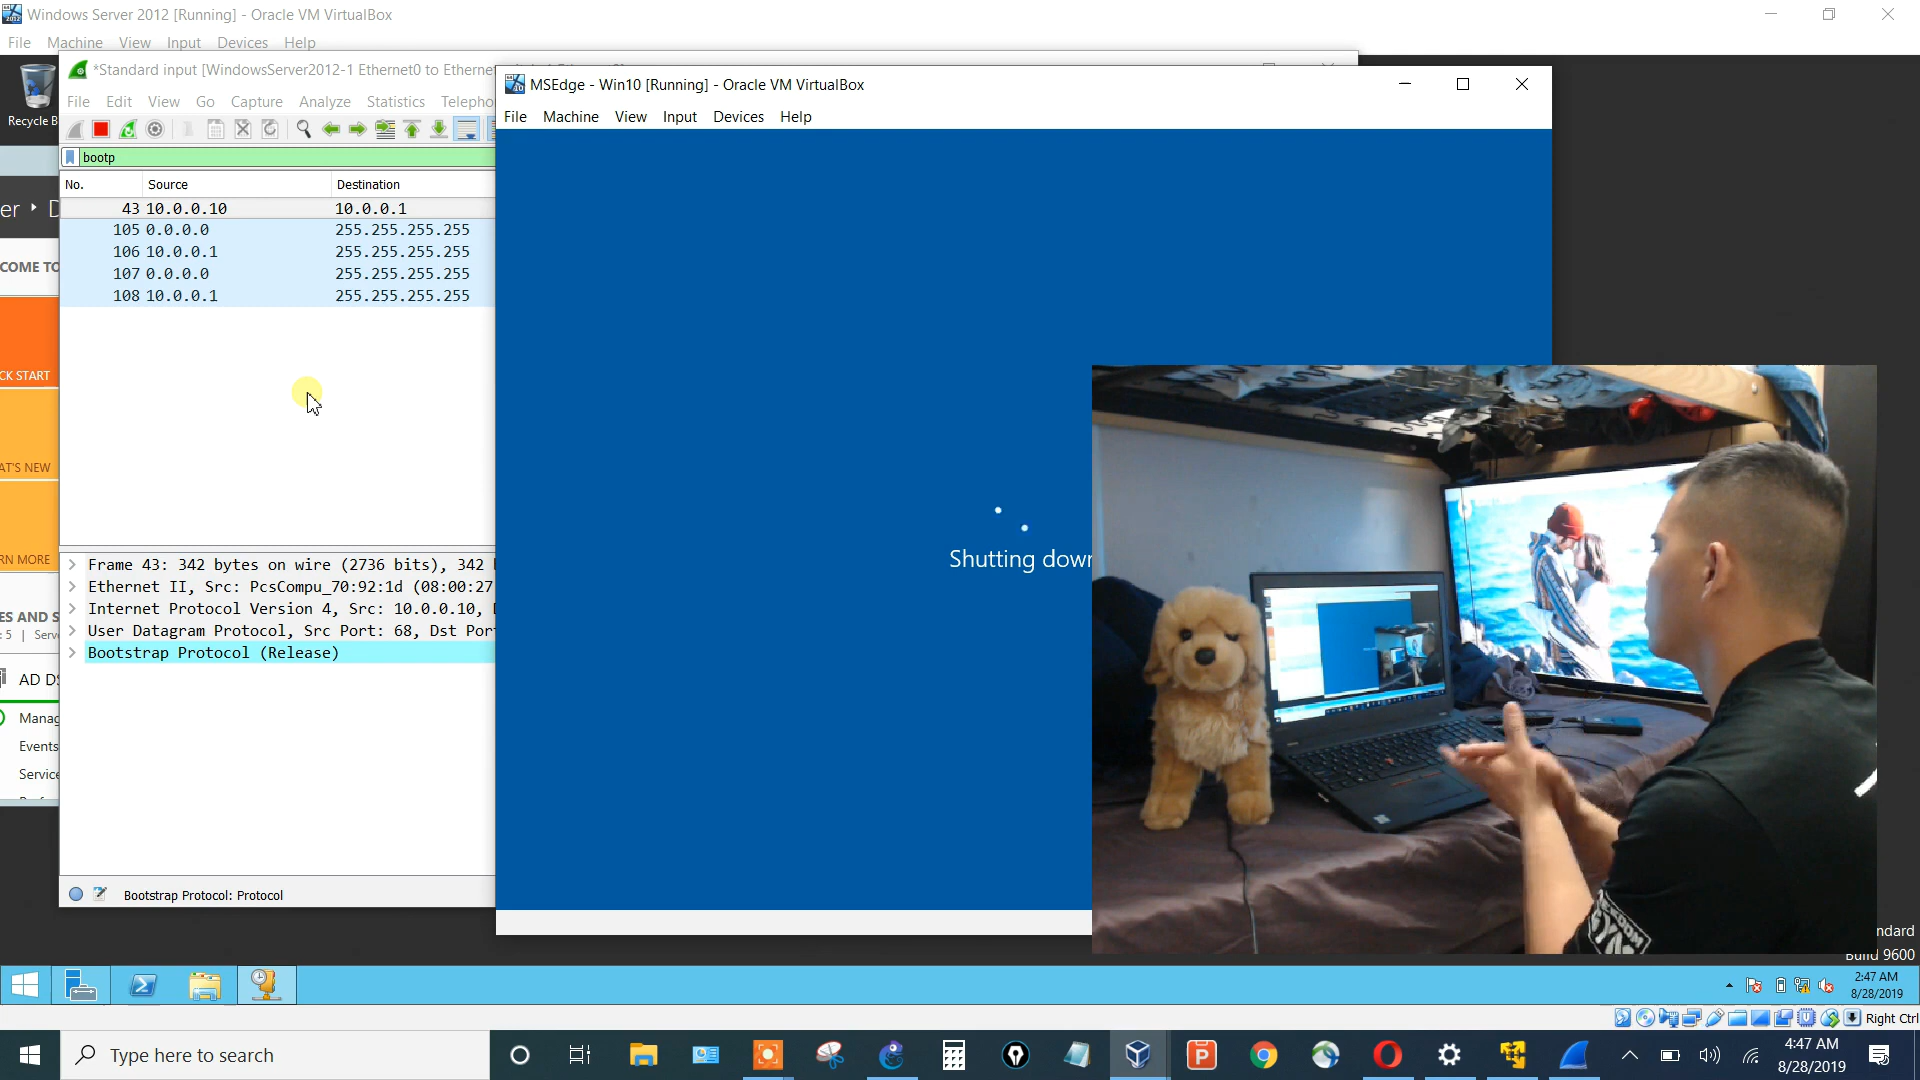 Windows Server 2012 [Running] - Oracle VM VirtualBox
File Machine View Input Devices Help
Recycle B
*Standard input [WindowsServer2012-1 Ethernet0 to Etherne
File Edit View Go Capture Analyze Statistics Telepho
bootp
No. Source Destination
43 10.0.0.10 10.0.0.1
105 0.0.0.0 255.255.255.255
106 10.0.0.1 255.255.255.255
107 0.0.0.0 255.255.255.255
108 10.0.0.1 255.255.255.255
er D
COME TO
CK START
AT'S NEW
RN MORE
ES AND S
: 5 | Serv
AD DS
Manag
Events
Service
Frame 43: 342 bytes on wire (2736 bits), 342 
Ethernet II, Src: PcsCompu_70:92:1d (08:00:27
Internet Protocol Version 4, Src: 10.0.0.10,
User Datagram Protocol, Src Port: 68, Dst Por
Bootstrap Protocol (Release)
Bootstrap Protocol: Protocol
MSEdge - Win10 [Running] - Oracle VM VirtualBox
File Machine View Input Devices Help
Shutting down
ndard
Build 9600
2:47 AM
8/28/2019
Right Ctrl
Type here to search
4:47 AM
8/28/2019